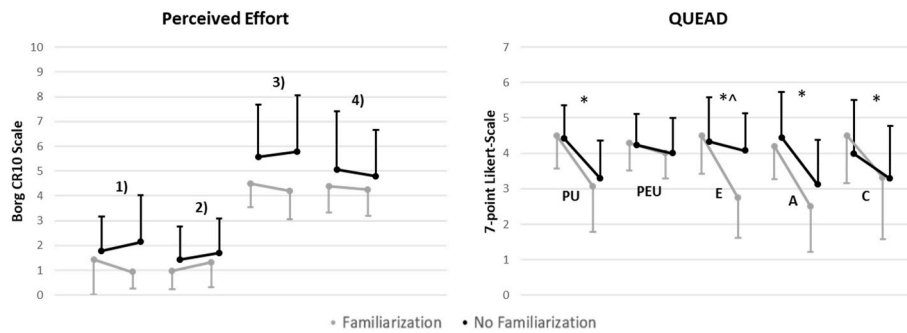 Perceived Effort
Borg CR10 Scale
10
9
8
7
6
5
4
3
2
1
0
1)
2)
3)
4)
QUEAD
7-point Likert-Scale
7
6
5
4
3
2
1
0
*
*^
*
*
PU
PEU
E
A
C
Familiarization
No Familiarization